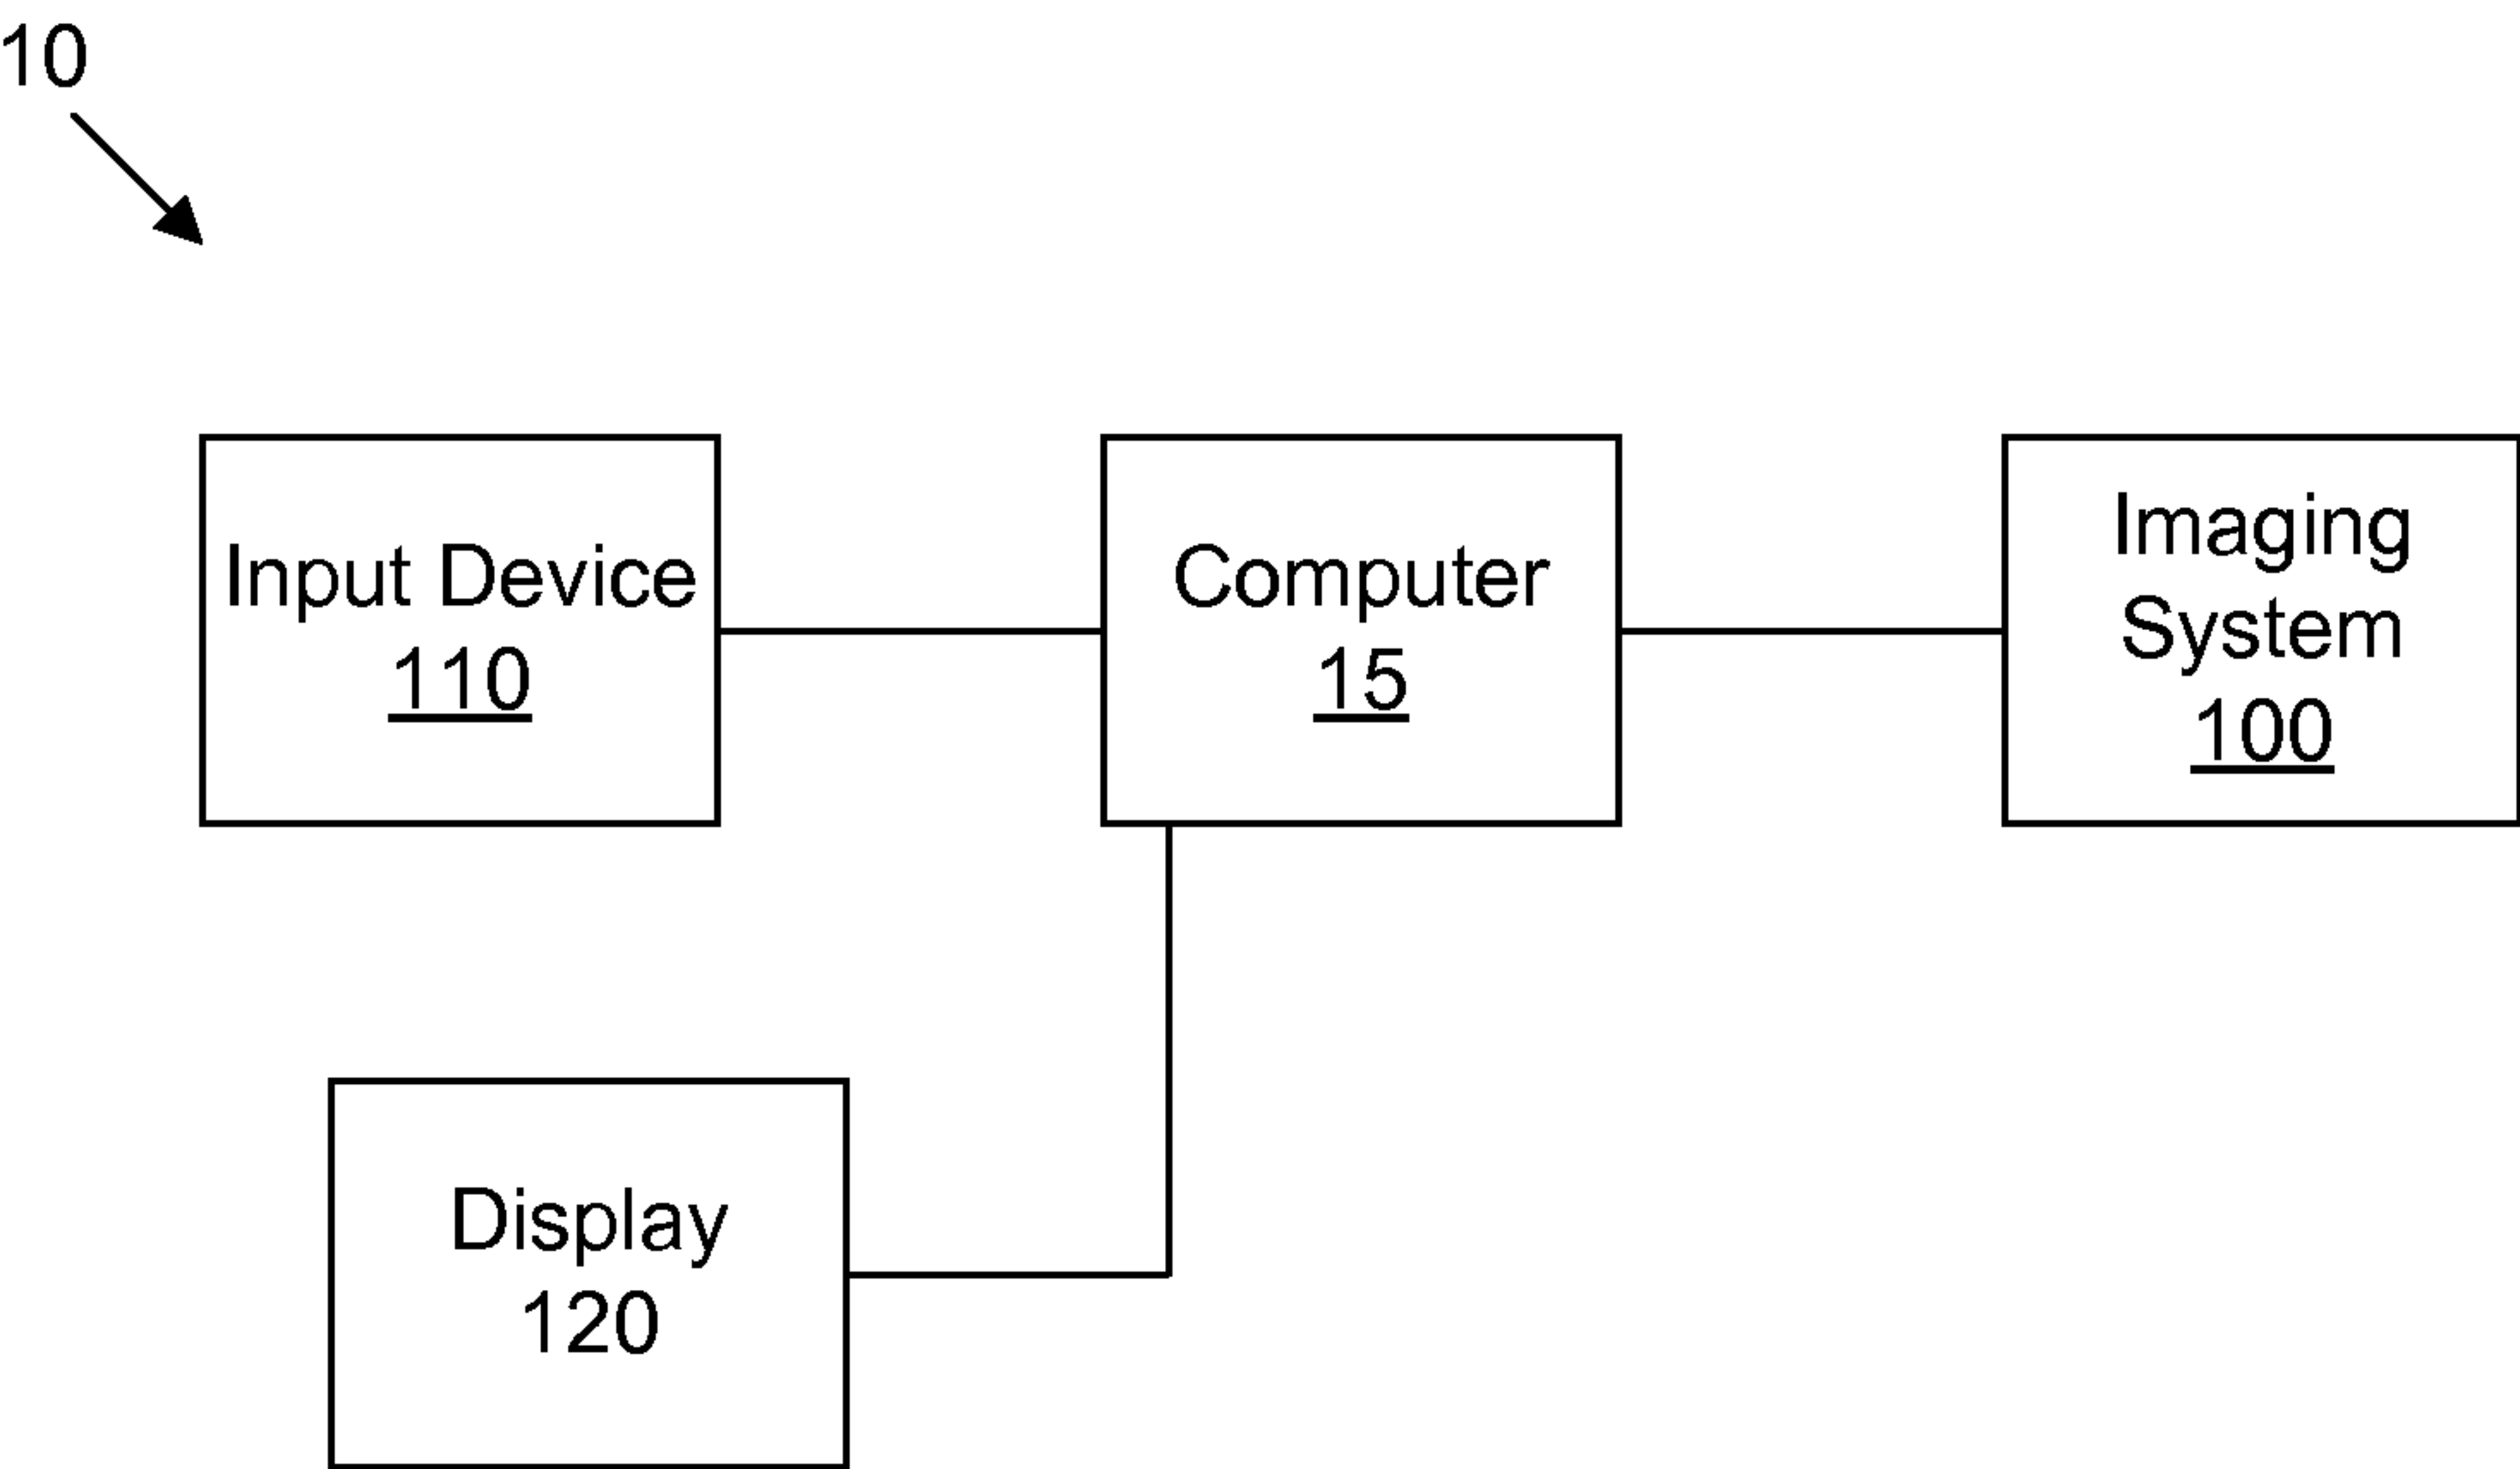 10
Input Device
110
Computer
15
Imaging
System
100
Display
120